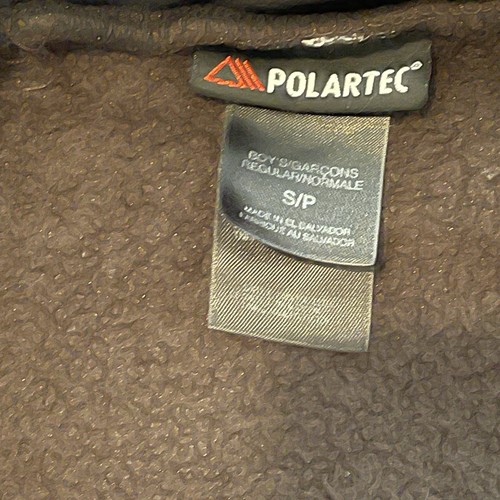 POLARTEC®
BOY'S/GARÇONS
REGULAR/NORMALE
S/P
MADE IN EL SALVADOR
FABRIQUÉ AU SALVADOR